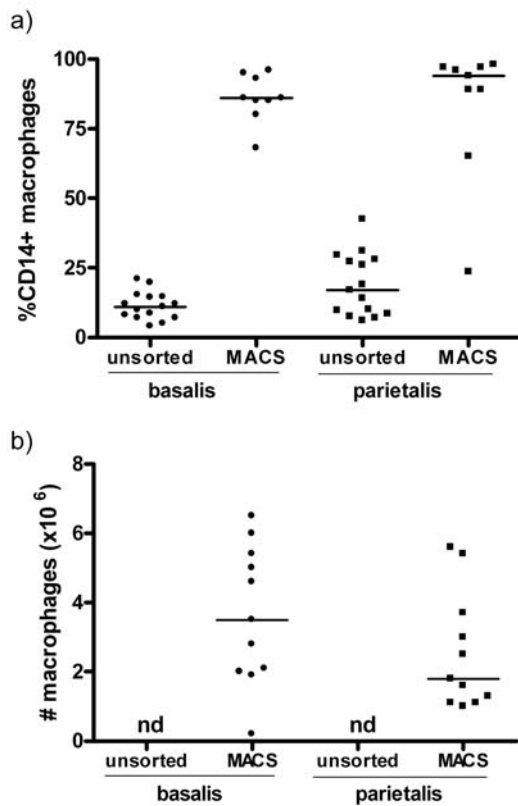 a)
100
75
50
25
0
%CD14+ macrophages
unsorted MACS unsorted MACS
basalis parietalis
b)
8
6
4
2
0
# macrophages (x10 6)
nd nd
unsorted MACS unsorted MACS
basalis parietalis